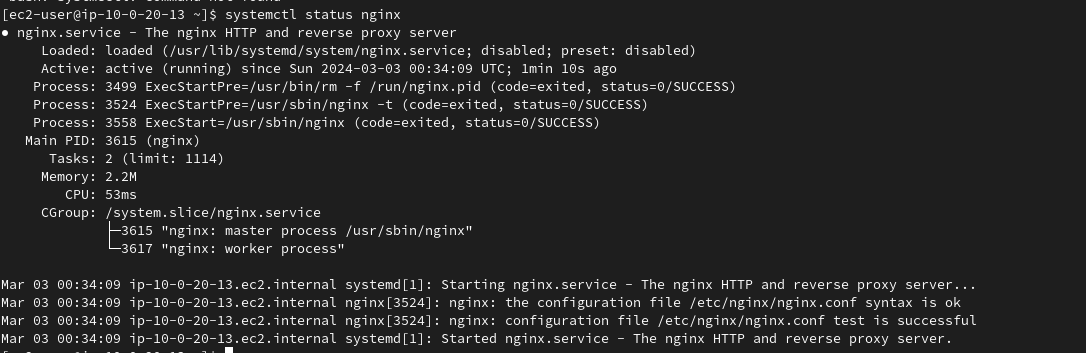 [ec2-user@ip-10-0-20-13 ~]$ systemctl status nginx
● nginx.service - The nginx HTTP and reverse proxy server
     Loaded: loaded (/usr/lib/systemd/system/nginx.service; disabled; preset: disabled)
     Active: active (running) since Sun 2024-03-03 00:34:09 UTC; 1min 10s ago
    Process: 3499 ExecStartPre=/usr/bin/rm -f /run/nginx.pid (code=exited, status=0/SUCCESS)
    Process: 3524 ExecStartPre=/usr/sbin/nginx -t (code=exited, status=0/SUCCESS)
    Process: 3558 ExecStart=/usr/sbin/nginx (code=exited, status=0/SUCCESS)
   Main PID: 3615 (nginx)
      Tasks: 2 (limit: 1114)
     Memory: 2.2M
        CPU: 53ms
     CGroup: /system.slice/nginx.service
             ├─3615 "nginx: master process /usr/sbin/nginx"
             └─3617 "nginx: worker process"
Mar 03 00:34:09 ip-10-0-20-13.ec2.internal systemd[1]: Starting nginx.service - The nginx HTTP and reverse proxy server...
Mar 03 00:34:09 ip-10-0-20-13.ec2.internal nginx[3524]: nginx: the configuration file /etc/nginx/nginx.conf syntax is ok
Mar 03 00:34:09 ip-10-0-20-13.ec2.internal nginx[3524]: nginx: configuration file /etc/nginx/nginx.conf test is successful
Mar 03 00:34:09 ip-10-0-20-13.ec2.internal systemd[1]: Started nginx.service - The nginx HTTP and reverse proxy server.